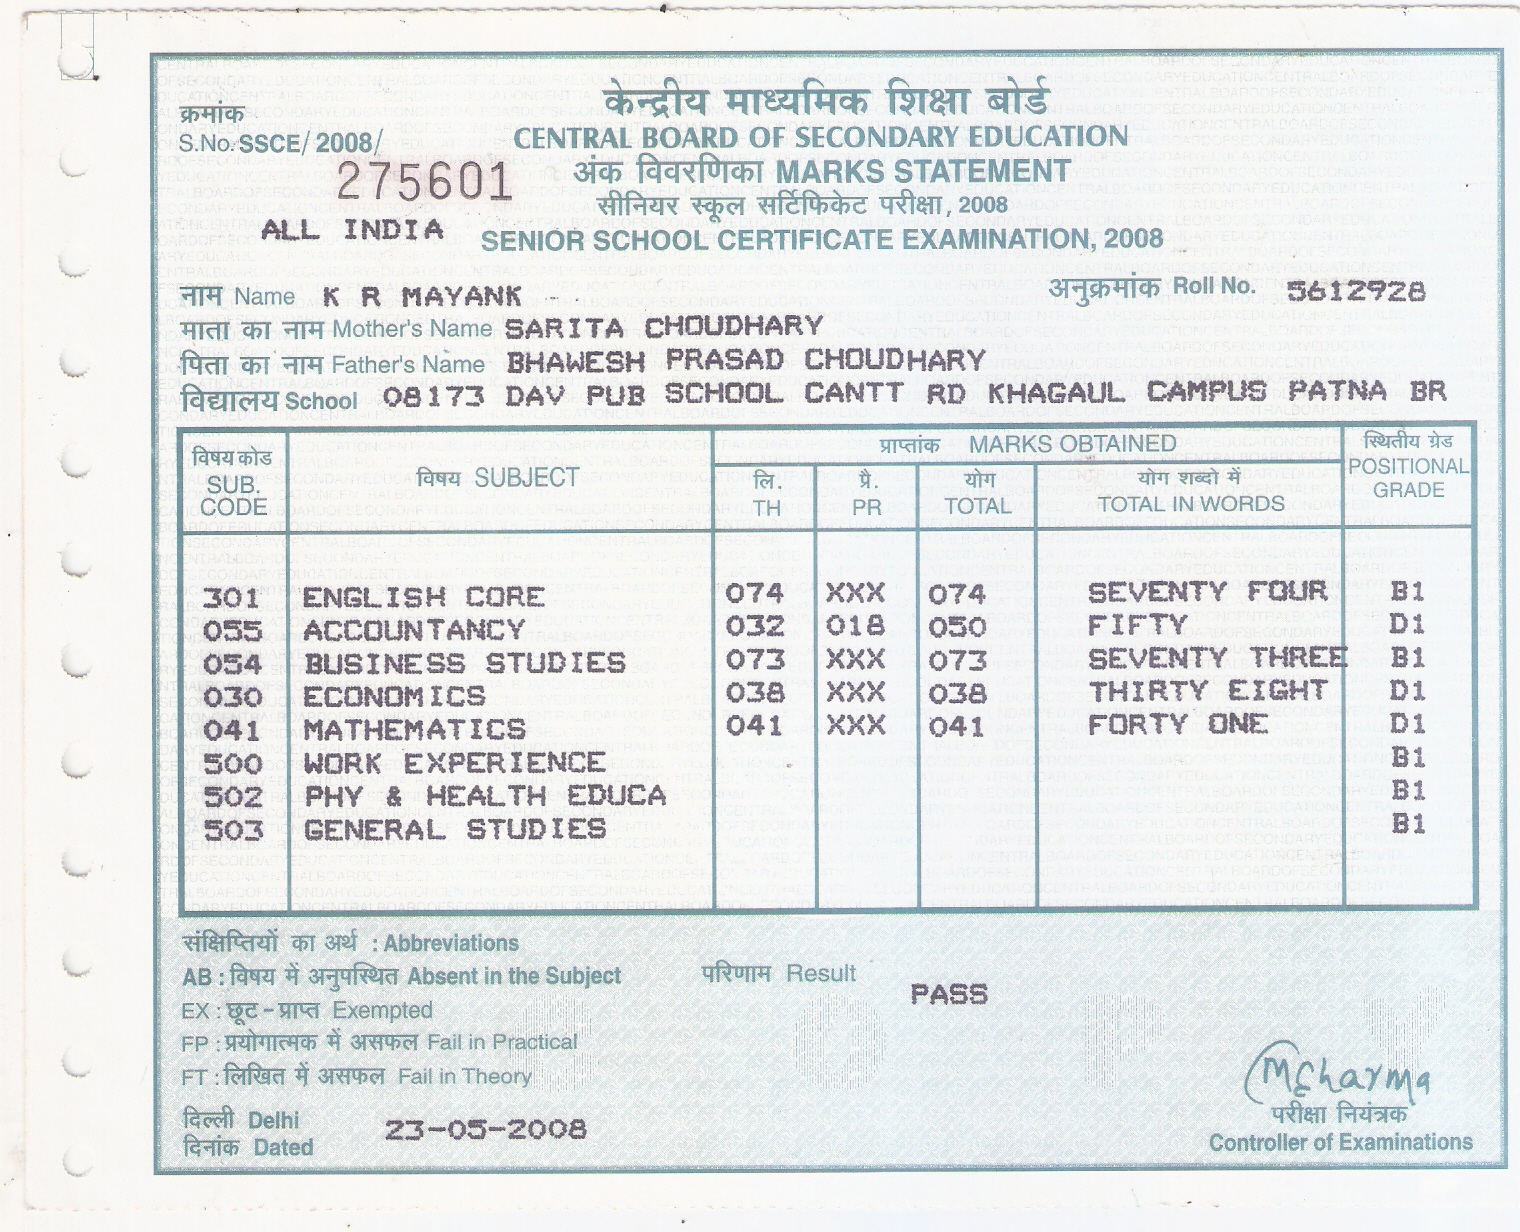 केन्द्रीय माध्यमिक शिक्षा बोर्ड
क्रमांक
S.No. SSCE/ 2008/
CENTRAL BOARD OF SECONDARY EDUCATION
275601
अंक विवरणिका MARKS STATEMENT
सीनियर स्कूल सर्टिफिकेट परीक्षा, 2008
ALL INDIA
SENIOR SCHOOL CERTIFICATE EXAMINATION, 2008
नाम Name K R MAYANK अनुक्रमांक Roll No. 5612928
माता का नाम Mother's Name SARITA CHOUDHARY
पिता का नाम Father's Name BHAWESH PRASAD CHOUDHARY
विद्यालय School 08173 DAV PUB SCHOOL CANTT RD KHAGAUL CAMPUS PATNA BR
विषय कोड SUB. CODE विषय SUBJECT प्राप्तांक MARKS OBTAINED स्थितीय ग्रेड POSITIONAL GRADE
लि. TH प्रै. PR योग TOTAL योग शब्दो में TOTAL IN WORDS
301 ENGLISH CORE 074 XXX 074 SEVENTY FOUR B1
055 ACCOUNTANCY 032 018 050 FIFTY D1
054 BUSINESS STUDIES 073 XXX 073 SEVENTY THREE B1
030 ECONOMICS 038 XXX 038 THIRTY EIGHT D1
041 MATHEMATICS 041 XXX 041 FORTY ONE D1
500 WORK EXPERIENCE B1
502 PHY & HEALTH EDUCA B1
503 GENERAL STUDIES B1
संक्षिप्तियों का अर्थ : Abbreviations
AB : विषय में अनुपस्थित Absent in the Subject परिणाम Result PASS
EX : छूट-प्राप्त Exempted
FP : प्रयोगात्मक में असफल Fail in Practical
FT : लिखित में असफल Fail in Theory
COPY
MCharma
दिल्ली Delhi
दिनांक Dated 23-05-2008
परीक्षा नियंत्रक
Controller of Examinations